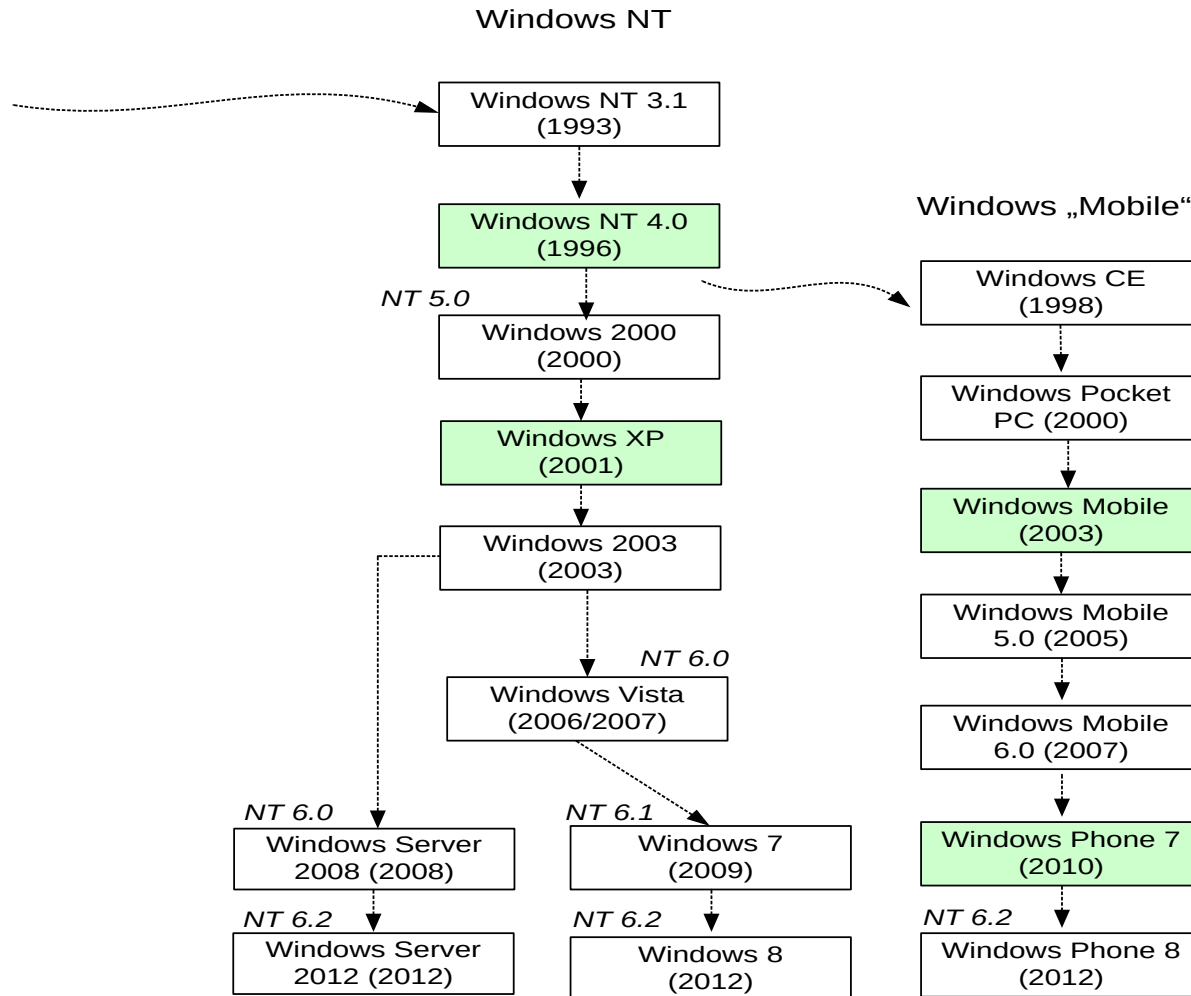 Windows NT
Windows NT 3.1
(1993)
Windows NT 4.0
(1996)
NT 5.0
Windows 2000
(2000)
Windows XP
(2001)
Windows 2003
(2003)
NT 6.0
Windows Vista
(2006/2007)
NT 6.0
Windows Server
2008 (2008)
NT 6.2
Windows Server
2012 (2012)
NT 6.1
Windows 7
(2009)
NT 6.2
Windows 8
(2012)
Windows „Mobile“
Windows CE
(1998)
Windows Pocket
PC (2000)
Windows Mobile
(2003)
Windows Mobile
5.0 (2005)
Windows Mobile
6.0 (2007)
Windows Phone 7
(2010)
NT 6.2
Windows Phone 8
(2012)